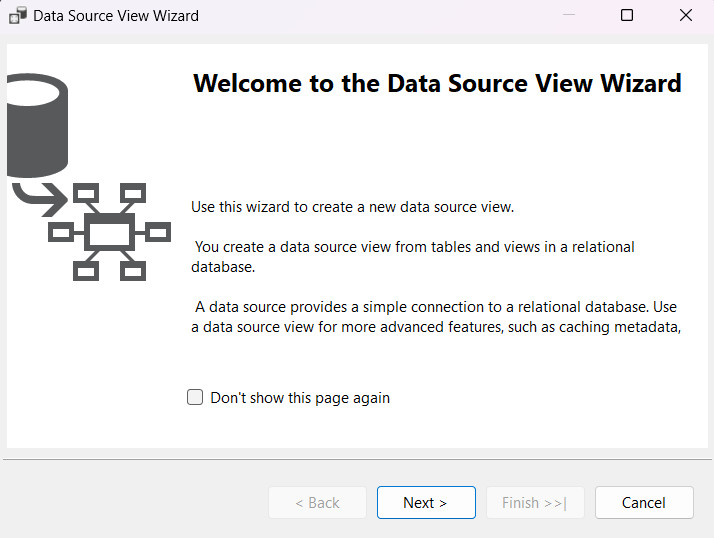 Data Source View Wizard
Welcome to the Data Source View Wizard
Use this wizard to create a new data source view.
You create a data source view from tables and views in a relational
database.
A data source provides a simple connection to a relational database. Use
a data source view for more advanced features, such as caching metadata,
Don't show this page again
< Back
Next >
Finish >>|
Cancel